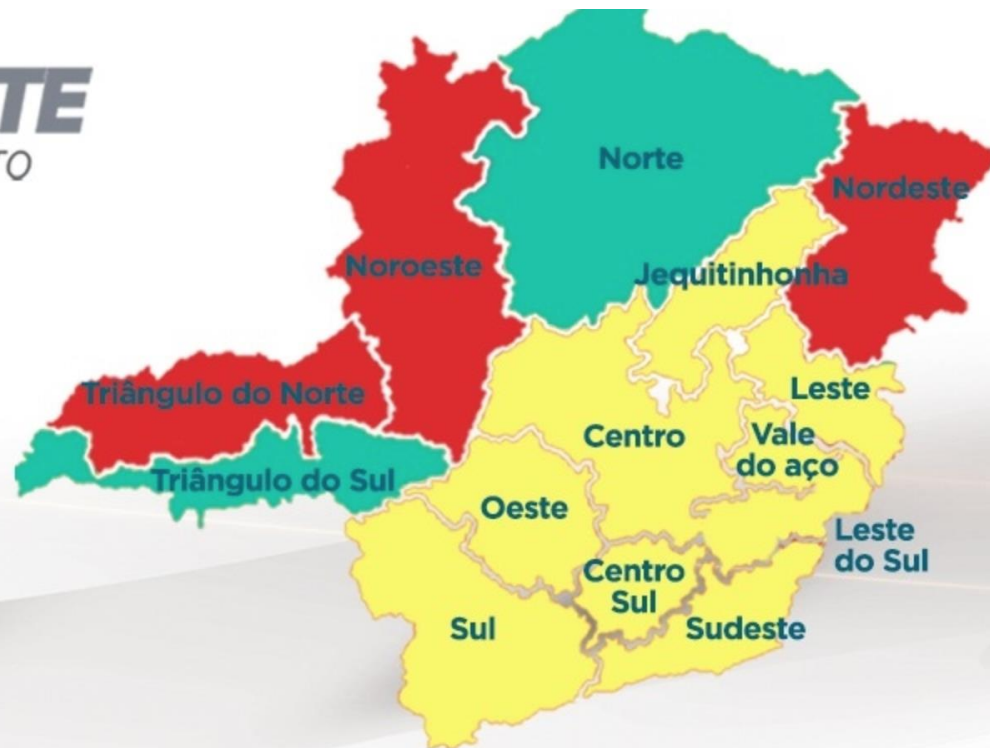 TE
TO
Norte
Nordeste
Noroeste
Jequitinhonha
Triângulo do Norte
Leste
Centro
Vale
do aço
Triângulo do Sul
Oeste
Leste
do Sul
Centro
Sul
Sul
Sudeste